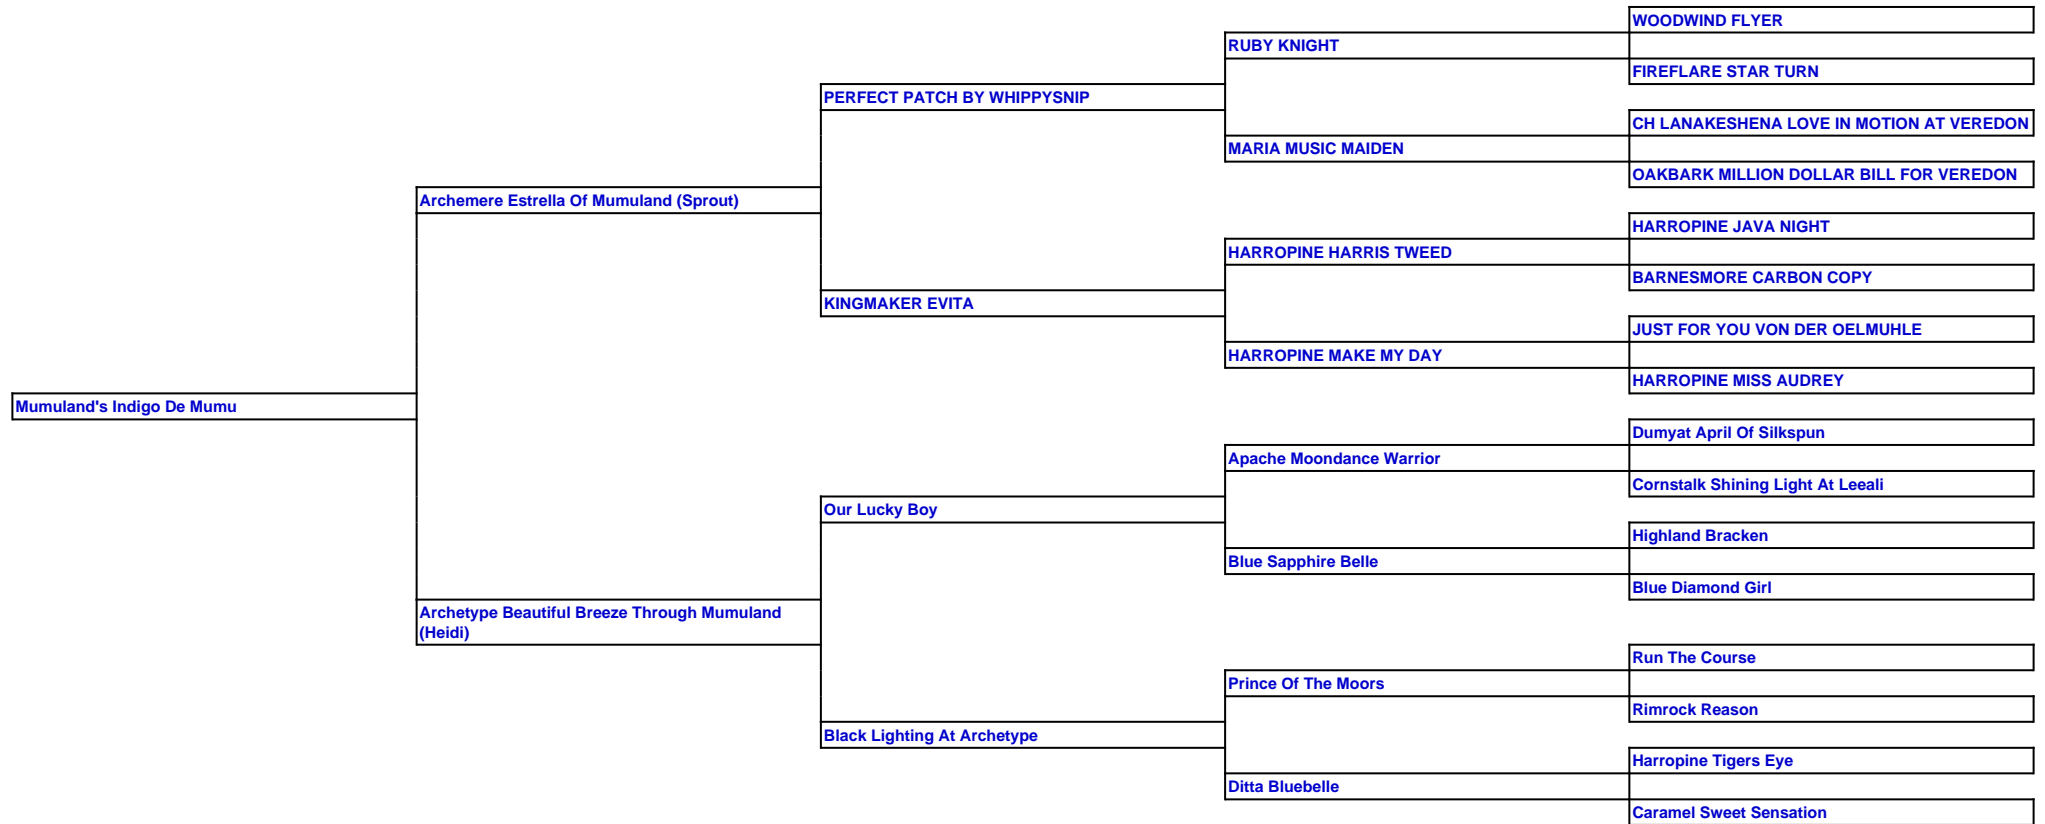 WOODWIND FLYER
RUBY KNIGHT
FIREFLARE STAR TURN
PERFECT PATCH BY WHIPPYSNIP
CH LANAKESHENA LOVE IN MOTION AT VEREDON
MARIA MUSIC MAIDEN
OAKBARK MILLION DOLLAR BILL FOR VEREDON
Archemere Estrella Of Mumuland (Sprout)
HARROPINE JAVA NIGHT
HARROPINE HARRIS TWEED
BARNESMORE CARBON COPY
KINGMAKER EVITA
JUST FOR YOU VON DER OELMUHLE
HARROPINE MAKE MY DAY
HARROPINE MISS AUDREY
Mumuland's Indigo De Mumu
Dumyat April Of Silkspun
Apache Moondance Warrior
Cornstalk Shining Light At Leeali
Our Lucky Boy
Highland Bracken
Blue Sapphire Belle
Blue Diamond Girl
Archetype Beautiful Breeze Through Mumuland
(Heidi)
Run The Course
Prince Of The Moors
Rimrock Reason
Black Lighting At Archetype
Harropine Tigers Eye
Ditta Bluebelle
Caramel Sweet Sensation